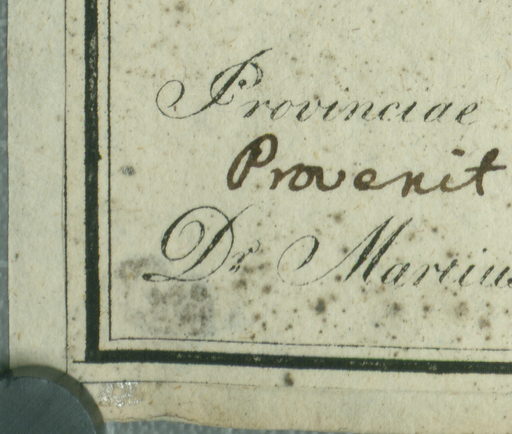 Provinciae
Provenit
Dr. Martius